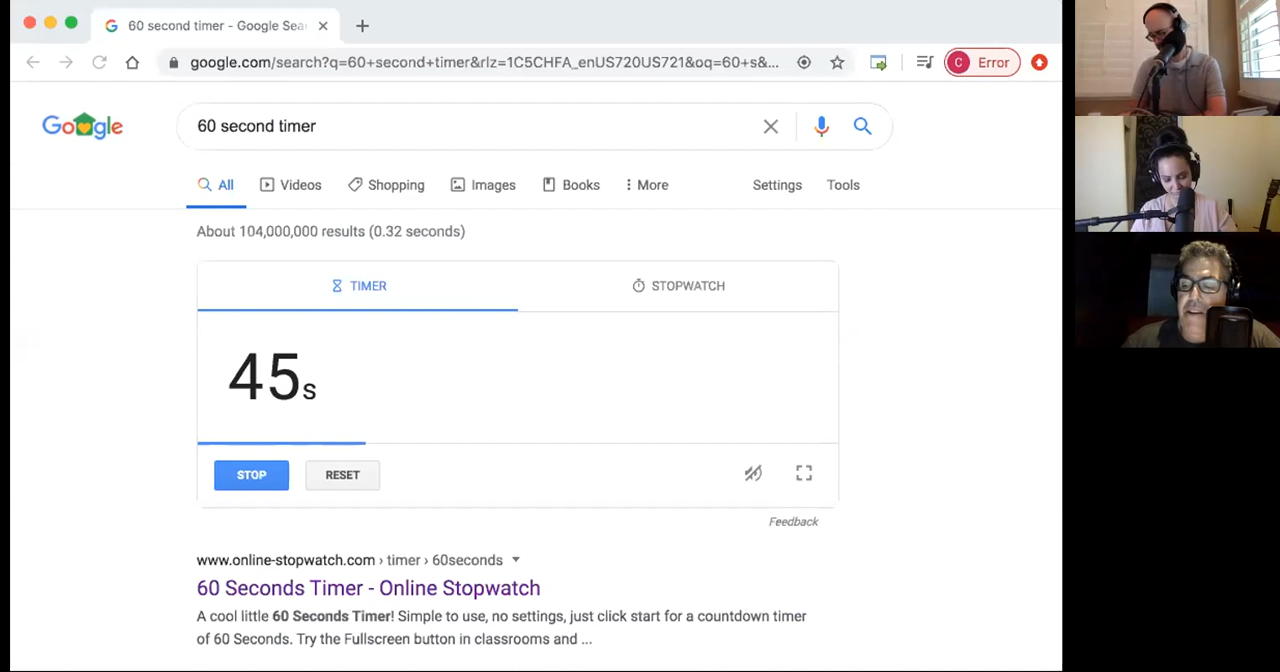 60 second timer - Google Sea
google.com/search?q=60+second+timer&rlz=1C5CHFA_enUS720US721&oq=60+s&...
C Error
Google
60 second timer
All Videos Shopping Images Books More Settings Tools
About 104,000,000 results (0.32 seconds)
TIMER STOPWATCH
45s
STOP RESET
Feedback
www.online-stopwatch.com › timer › 60seconds
60 Seconds Timer - Online Stopwatch
A cool little 60 Seconds Timer! Simple to use, no settings, just click start for a countdown timer
of 60 Seconds. Try the Fullscreen button in classrooms and ...